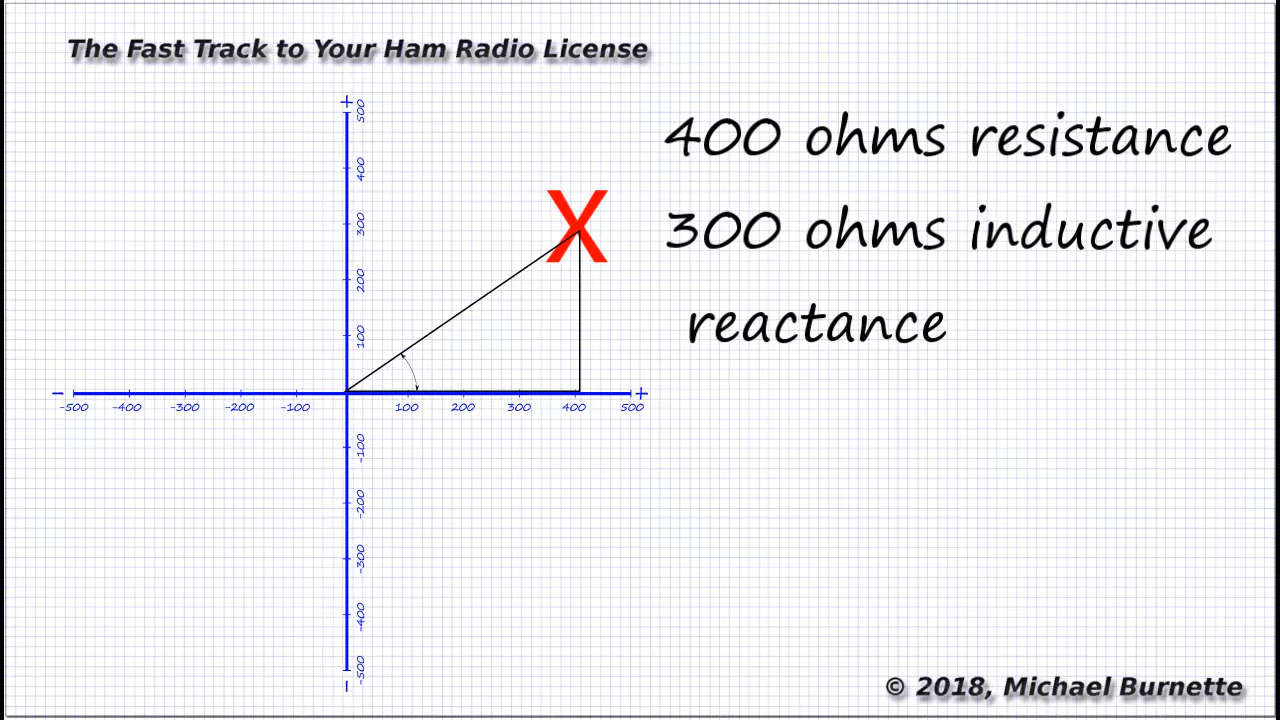 The Fast Track to Your Ham Radio License
400 ohms resistance
300 ohms inductive
reactance
+
500
400
300
200
100
- -500 -400 -300 -200 -100 100 200 300 400 500 +
-100
-200
-300
-400
-500
-
X
© 2018, Michael Burnette